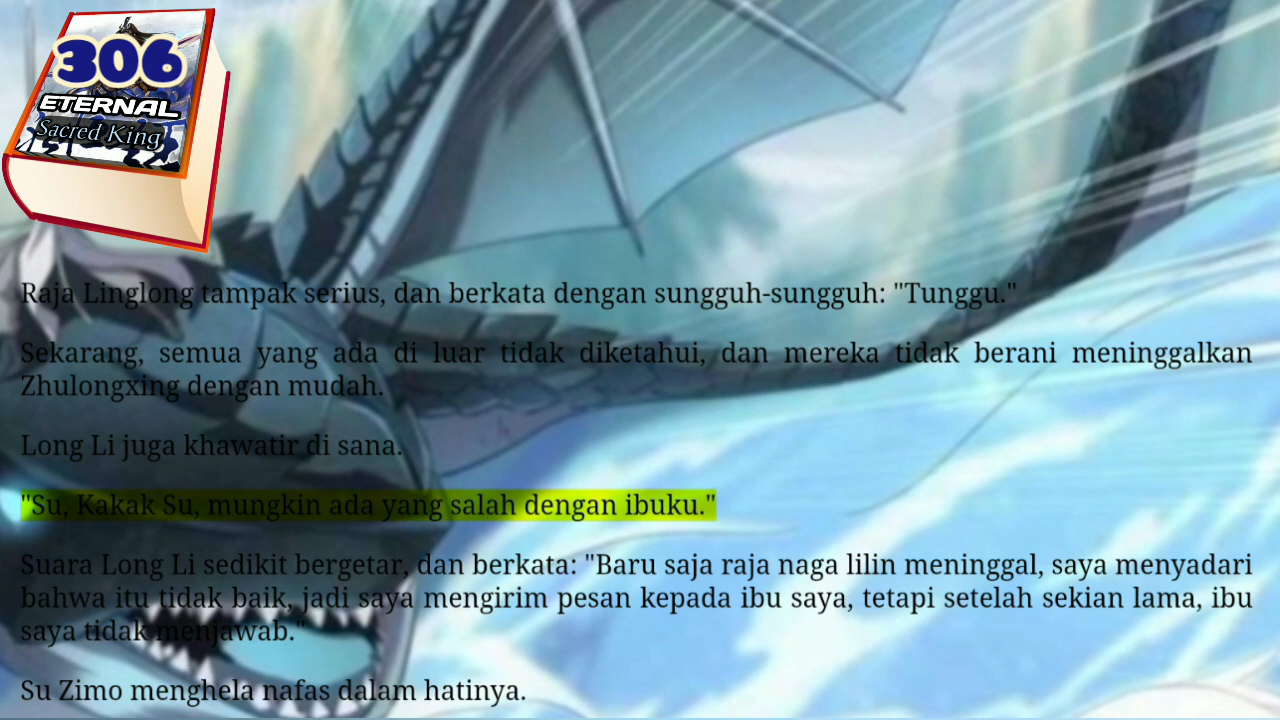 306
ETERNAL
Sacred King
Raja Linglong tampak serius, dan berkata dengan sungguh-sungguh: "Tunggu."
Sekarang, semua yang ada di luar tidak diketahui, dan mereka tidak berani meninggalkan
Zhulongxing dengan mudah.
Long Li juga khawatir di sana.
"Su, Kakak Su, mungkin ada yang salah dengan ibuku."
Suara Long Li sedikit bergetar, dan berkata: "Baru saja raja naga lilin meninggal, saya menyadari
bahwa itu tidak baik, jadi saya mengirim pesan kepada ibu saya, tetapi setelah sekian lama, ibu
saya tidak menjawab."
Su Zimo menghela nafas dalam hatinya.